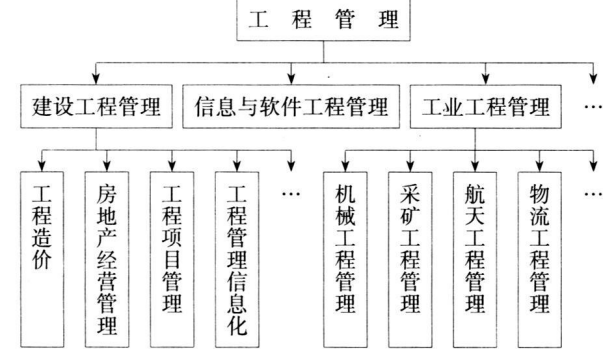 工程管理
建设工程管理
信息与软件工程管理
工业工程管理
…
工程造价
房地产经营管理
工程项目管理
工程管理信息化
…
机械工程管理
采矿工程管理
航天工程管理
物流工程管理
…